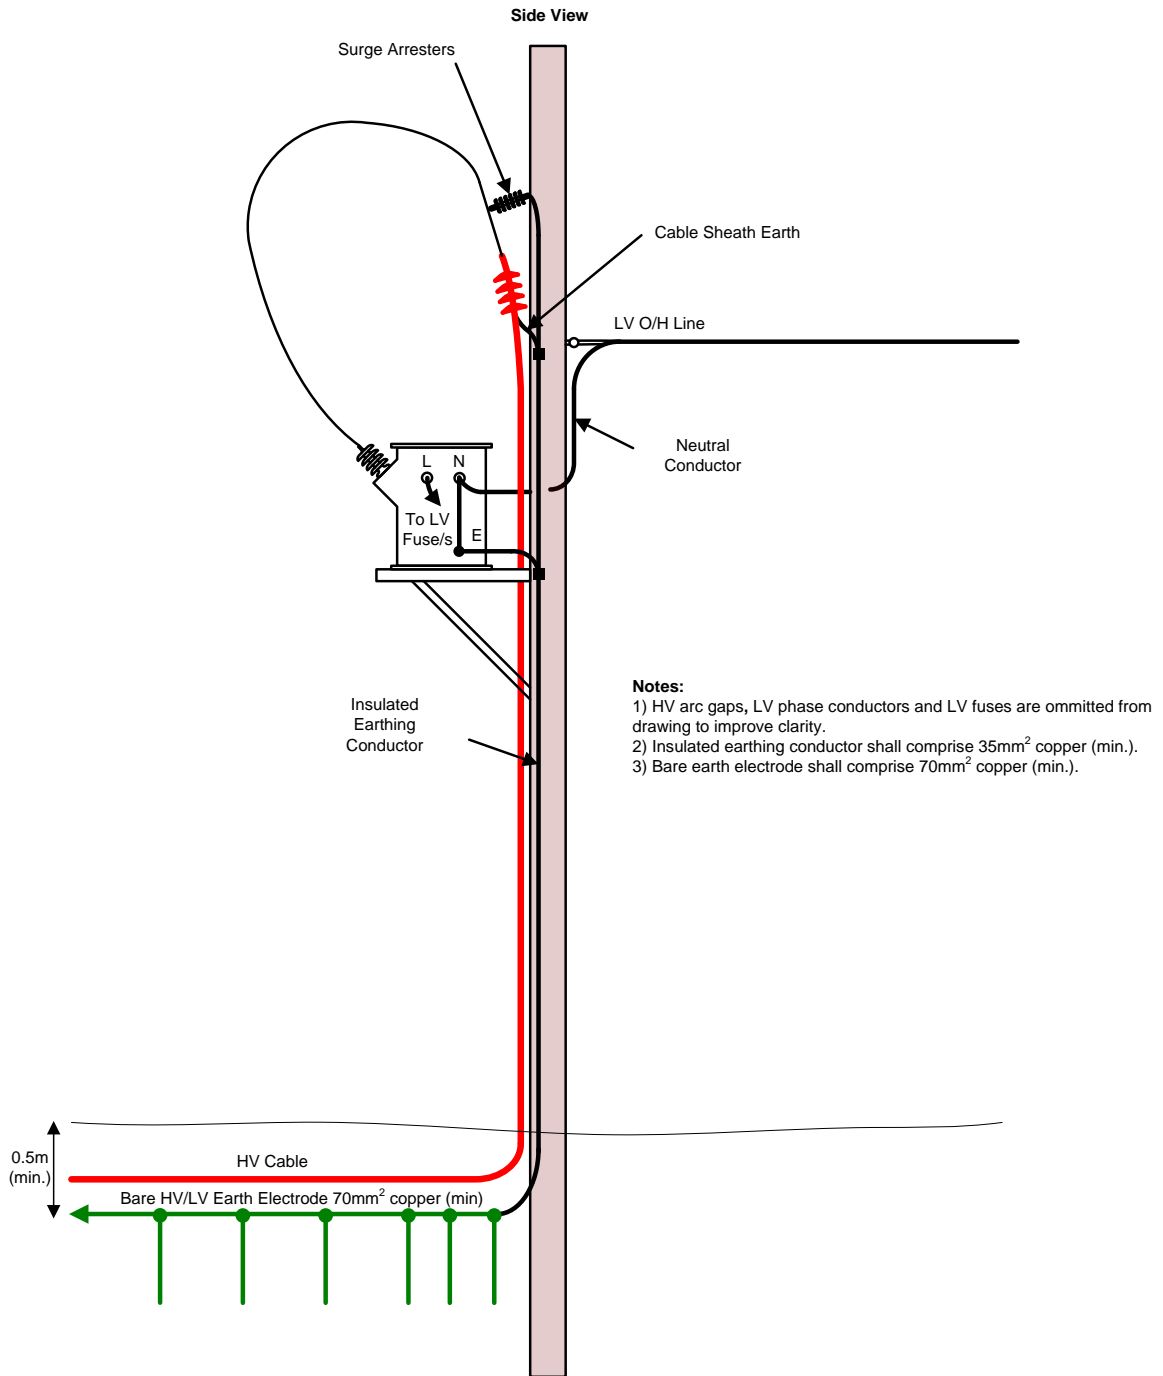 Side View
Surge Arresters
Cable Sheath Earth
LV O/H Line
Neutral
Conductor
L
N
To LV
Fuse/s
E
Insulated
Earthing
Conductor
Notes:
1) HV arc gaps, LV phase conductors and LV fuses are ommitted from
drawing to improve clarity.
2) Insulated earthing conductor shall comprise 35mm² copper (min.).
3) Bare earth electrode shall comprise 70mm² copper (min.).
0.5m
(min.)
HV Cable
Bare HV/LV Earth Electrode 70mm² copper (min)